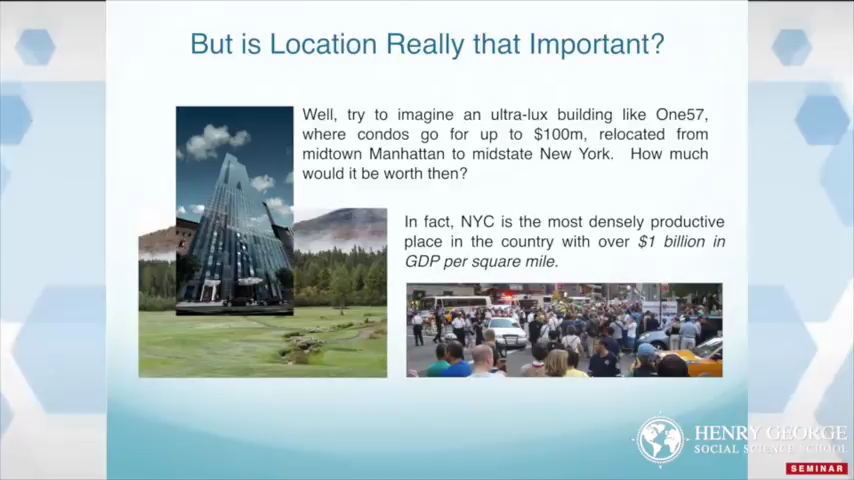 But is Location Really that Important?
Well, try to imagine an ultra-lux building like One57,
where condos go for up to $100m, relocated from
midtown Manhattan to midstate New York. How much
would it be worth then?
In fact, NYC is the most densely productive
place in the country with over $1 billion in
GDP per square mile.
HENRY GEORGE
SOCIAL SCIENCE SCHOOL
SEMINAR